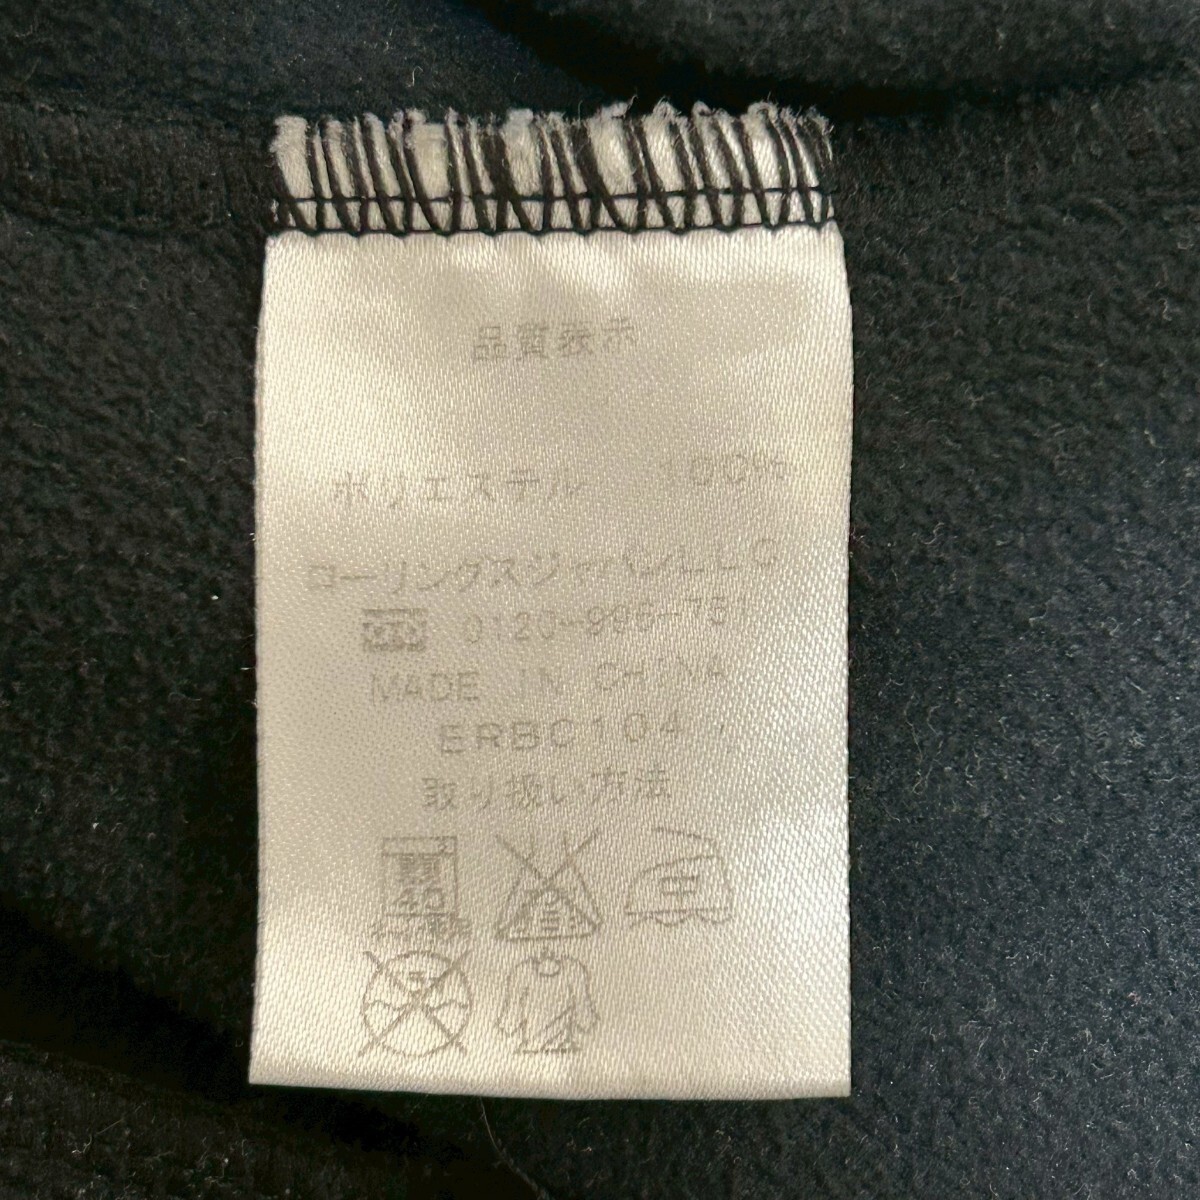 品質表示
ポリエステル 100%
ローリングスジャパンLLC
0120-996-751
MADE IN CHINA
ERBC104
取り扱い方法